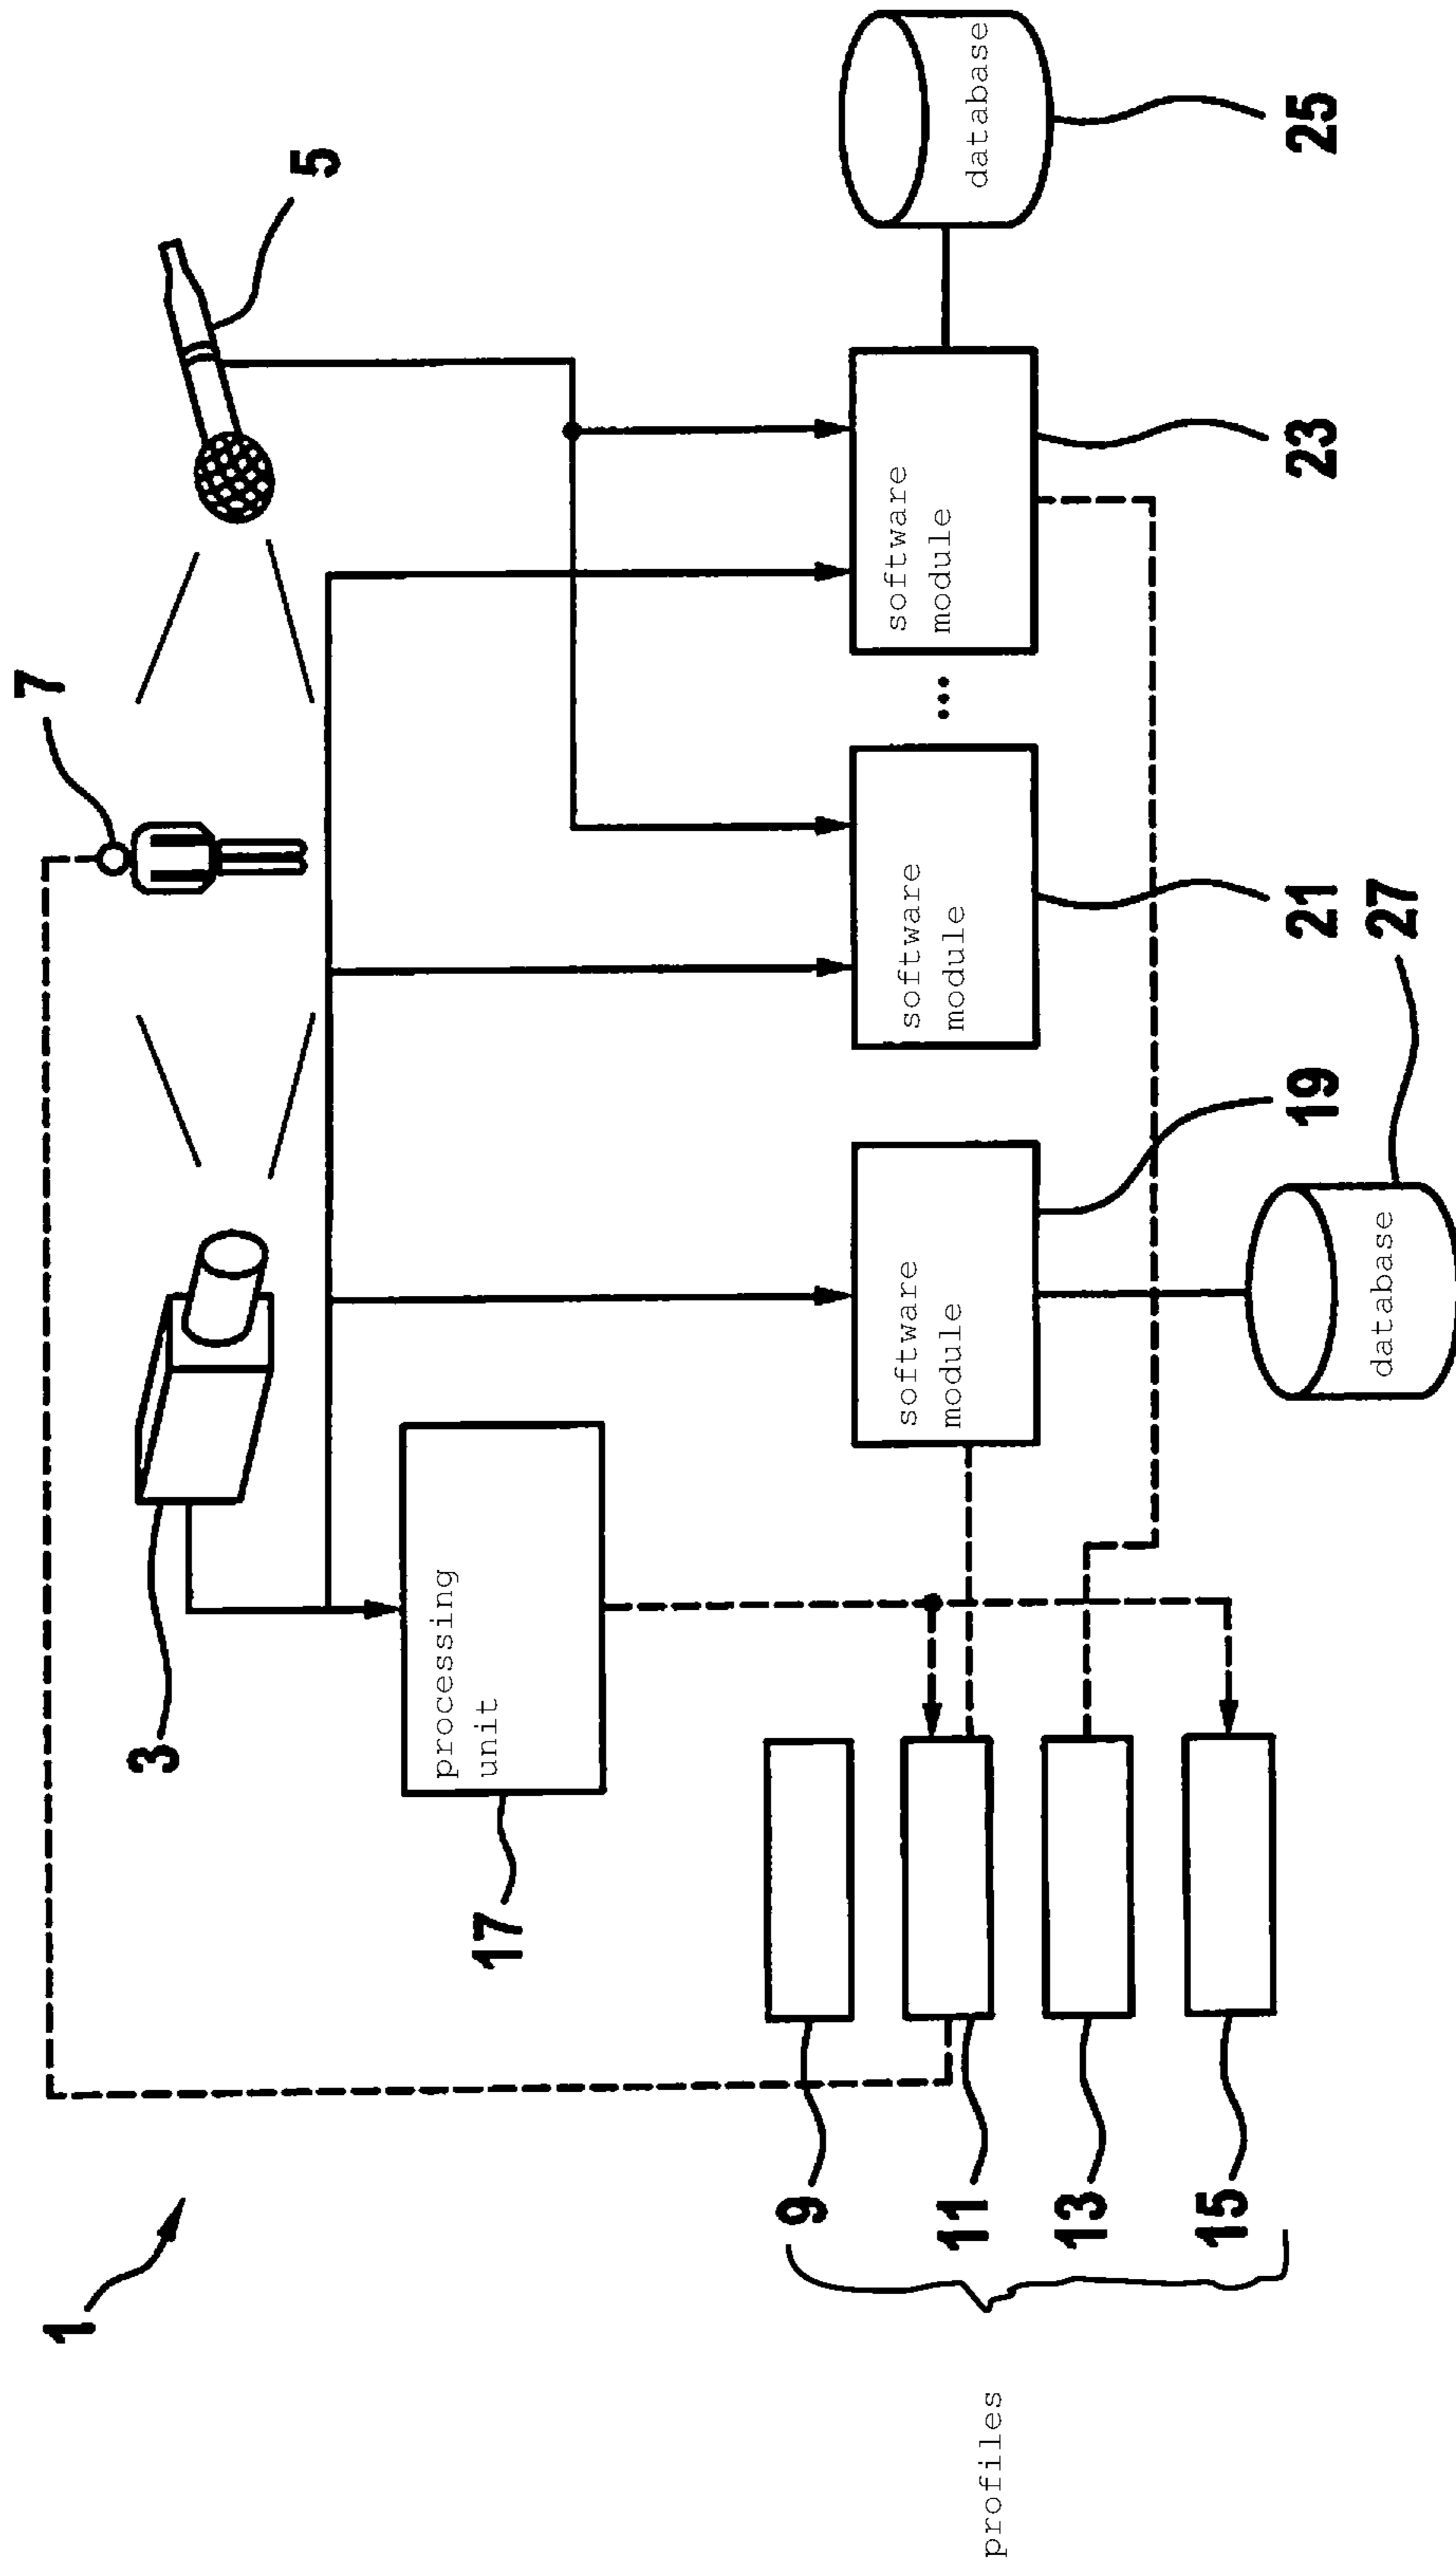 1
3
7
5
17
processing
unit
9
11
13
15
profiles
software
module
19
software
module
21
...
software
module
23
database
25
database
27